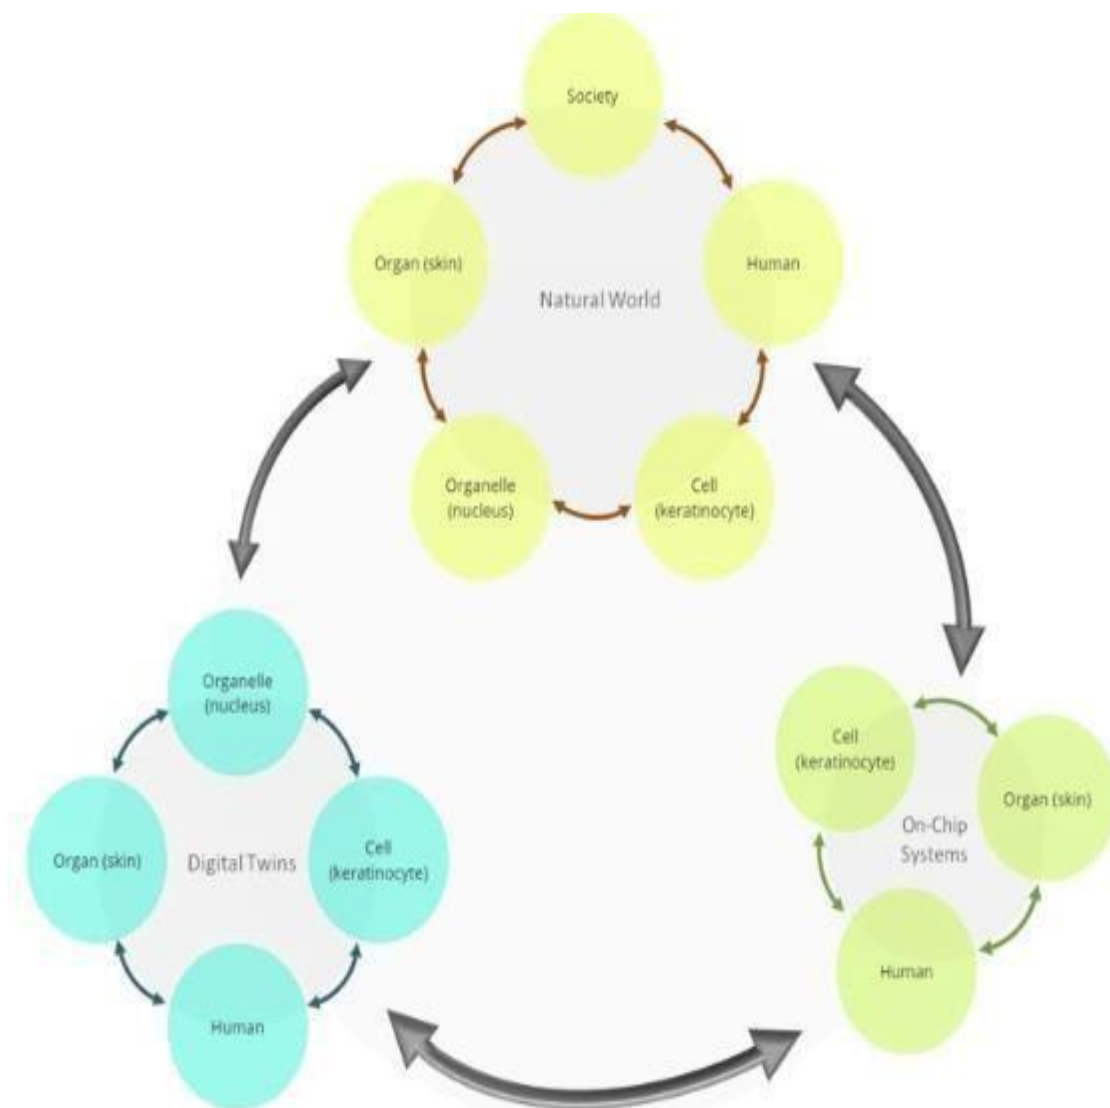 Society
Organ (skin)
Human
Natural World
Organelle
(nucleus)
Cell
(keratinocyte)
Organelle
(nucleus)
Organ (skin)
Digital Twins
Cell
(keratinocyte)
Human
Cell
(keratinocyte)
Organ (skin)
On-Chip
Systems
Human